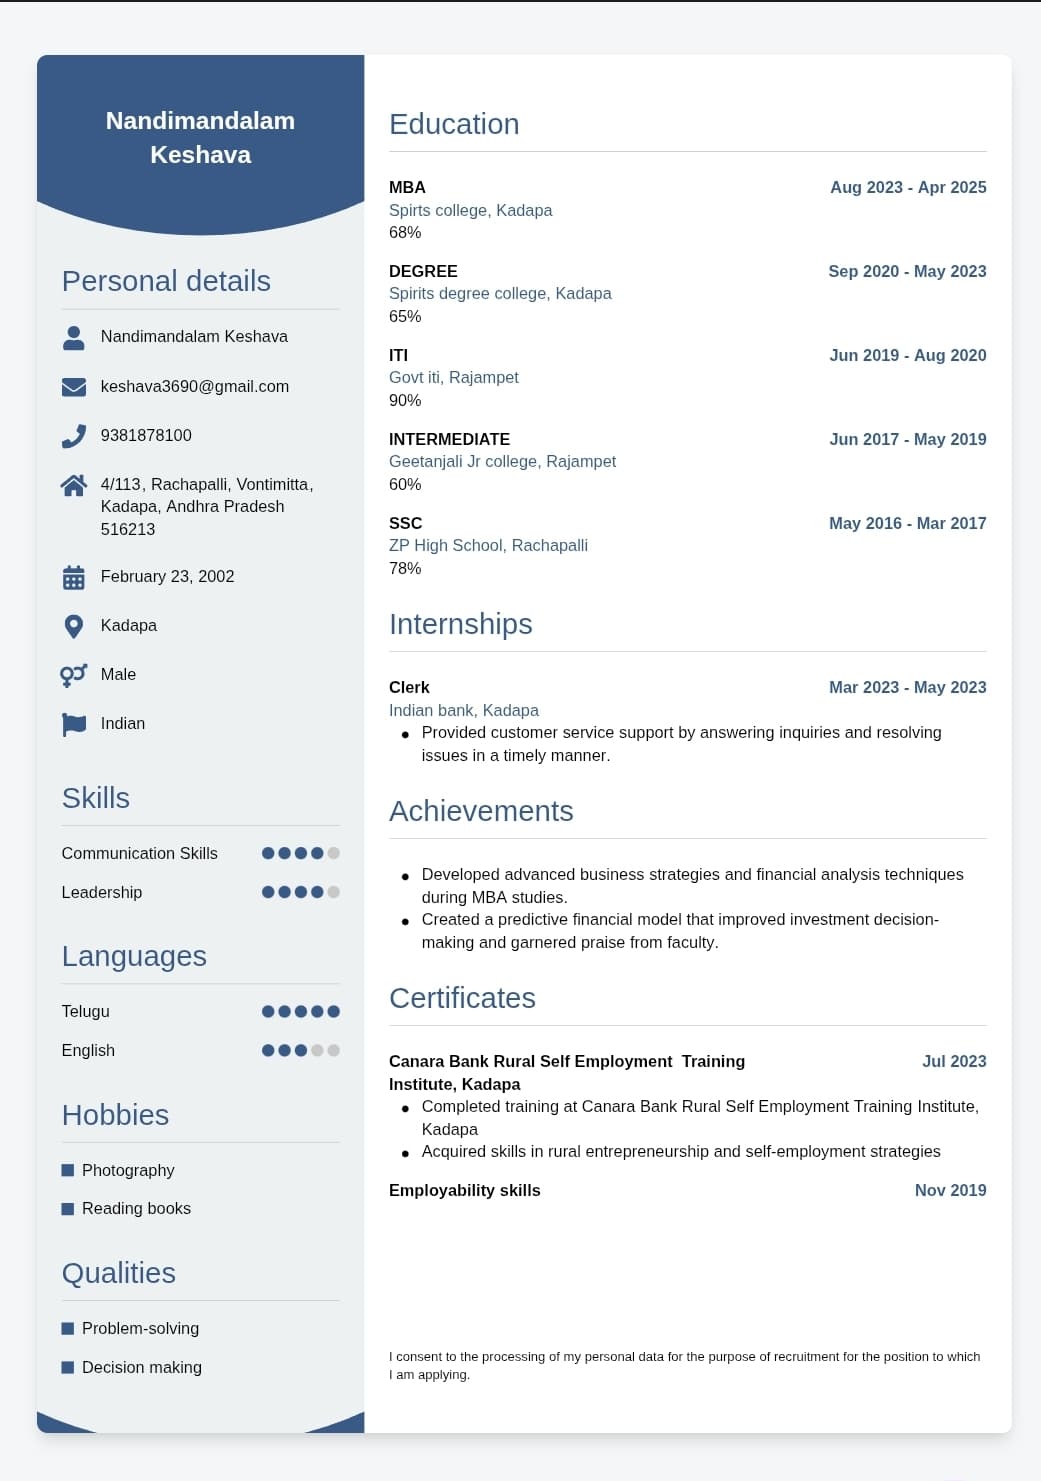 Nandimandalam
Keshava
Personal details
Nandimandalam Keshava
keshava3690@gmail.com
9381878100
4/113, Rachapalli, Vontimitta,
Kadapa, Andhra Pradesh
516213
February 23, 2002
Kadapa
Male
Indian
Skills
Communication Skills
Leadership
Languages
Telugu
English
Hobbies
Photography
Reading books
Qualities
Problem-solving
Decision making
Education
MBA Aug 2023 - Apr 2025
Spirts college, Kadapa
68%
DEGREE Sep 2020 - May 2023
Spirits degree college, Kadapa
65%
ITI Jun 2019 - Aug 2020
Govt iti, Rajampet
90%
INTERMEDIATE Jun 2017 - May 2019
Geetanjali Jr college, Rajampet
60%
SSC May 2016 - Mar 2017
ZP High School, Rachapalli
78%
Internships
Clerk Mar 2023 - May 2023
Indian bank, Kadapa
● Provided customer service support by answering inquiries and resolving
issues in a timely manner.
Achievements
● Developed advanced business strategies and financial analysis techniques
during MBA studies.
● Created a predictive financial model that improved investment decision-
making and garnered praise from faculty.
Certificates
Canara Bank Rural Self Employment  Training Jul 2023
Institute, Kadapa
● Completed training at Canara Bank Rural Self Employment Training Institute,
Kadapa
● Acquired skills in rural entrepreneurship and self-employment strategies
Employability skills Nov 2019
I consent to the processing of my personal data for the purpose of recruitment for the position to which
I am applying.